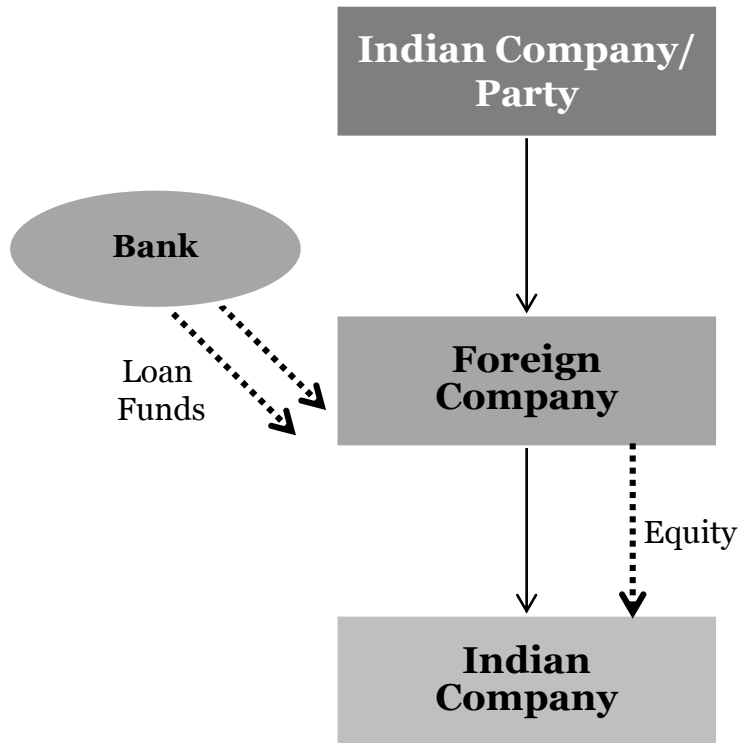 Indian Company/
Party
Bank
Loan
Funds
Foreign
Company
Equity
Indian
Company